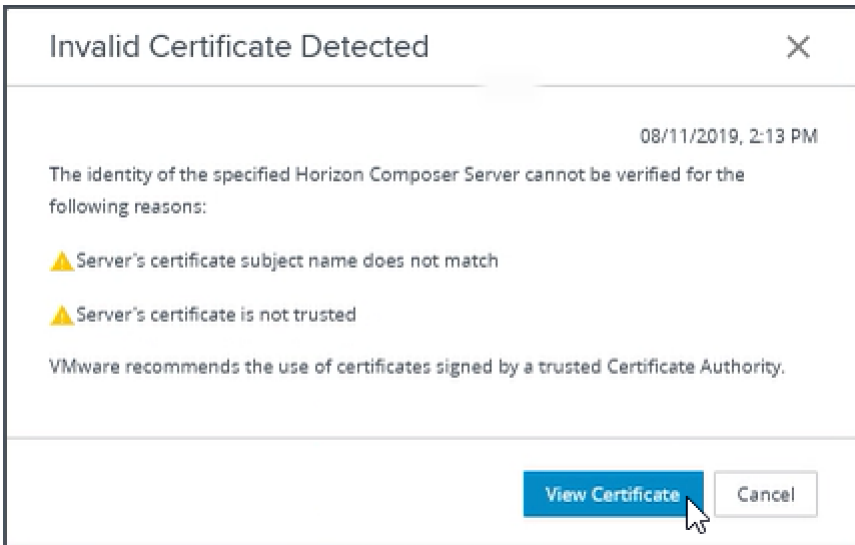 Invalid Certificate Detected
08/11/2019, 2:13 PM
The identity of the specified Horizon Composer Server cannot be verified for the
following reasons:
Server's certificate subject name does not match
Server's certificate is not trusted
VMware recommends the use of certificates signed by a trusted Certificate Authority.
View Certificate
Cancel